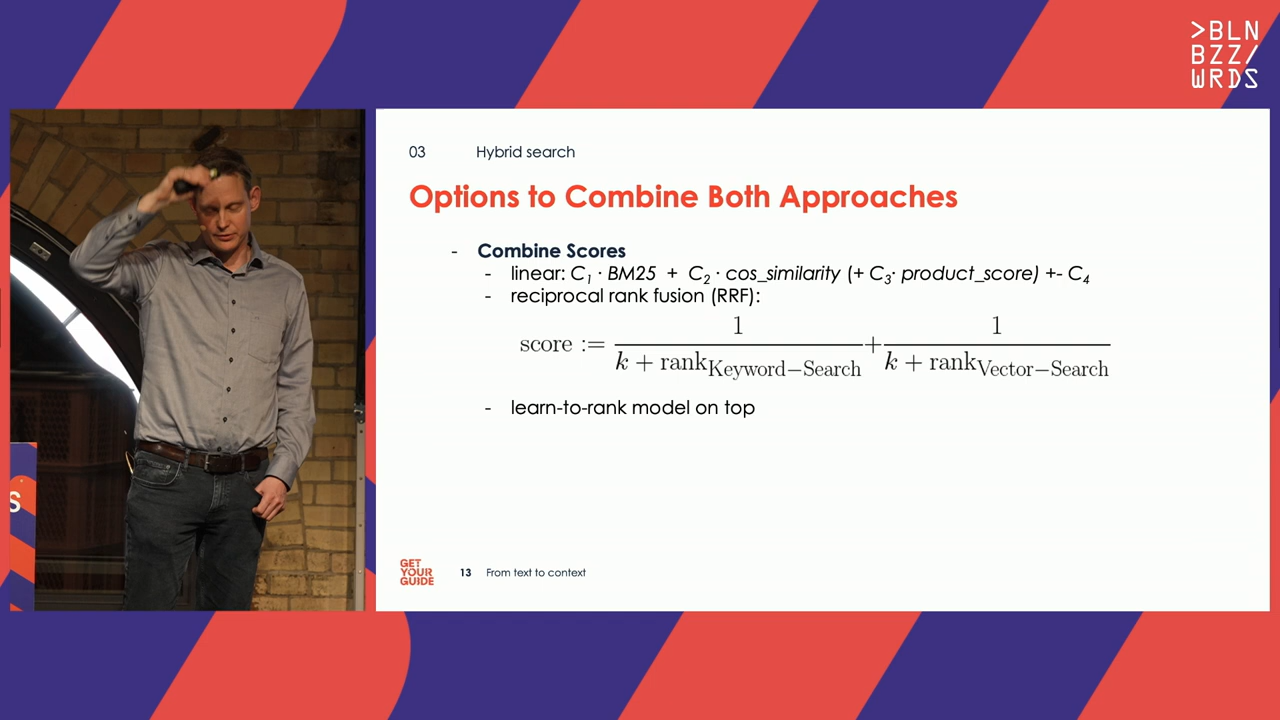 >BLN
BZZ/
WRDS
03 Hybrid search
Options to Combine Both Approaches
- Combine Scores
- linear: C₁ · BM25 + C₂ · cos_similarity (+ C₃· product_score) +- C₄
- reciprocal rank fusion (RRF):
score := 1 / (k + rank_Keyword−Search) + 1 / (k + rank_Vector−Search)
- learn-to-rank model on top
S
GET
YOUR
GUIDE
13 From text to context